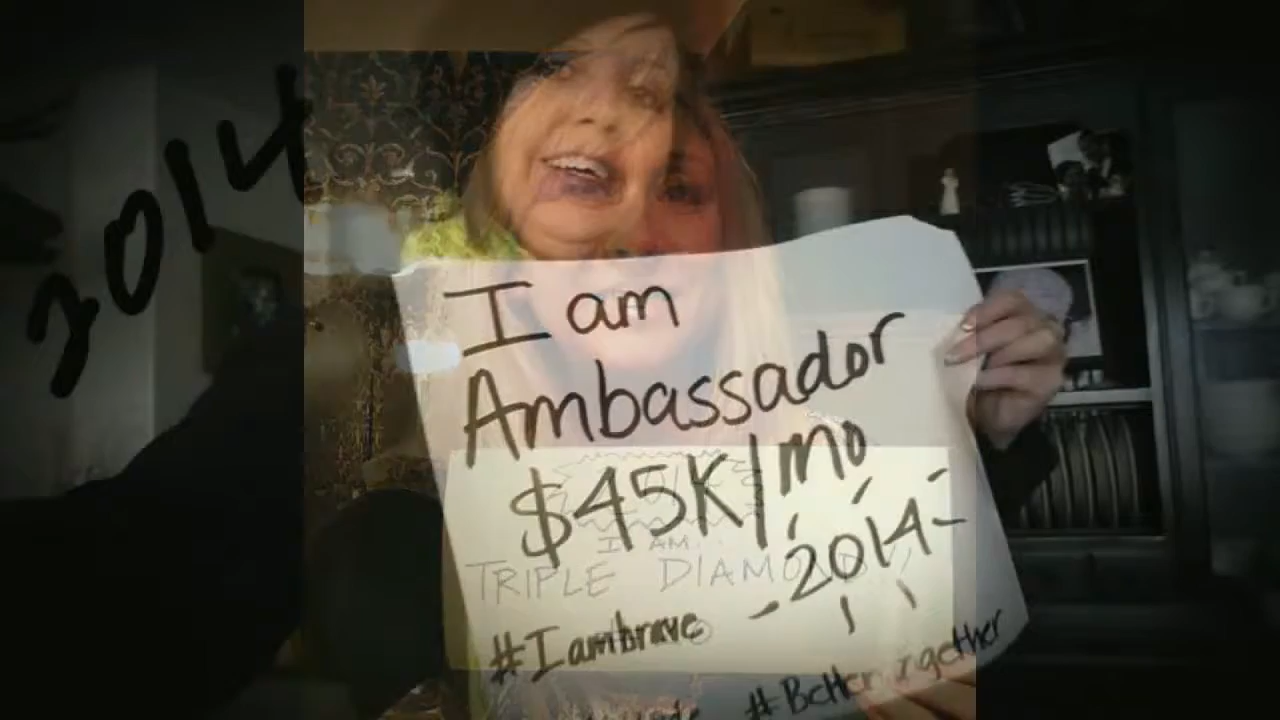 2014
I am
Ambassador
$45K/mo
-2014-
I AM...
TRIPLE DIAMOND
#Iambrave
#BetterTogether